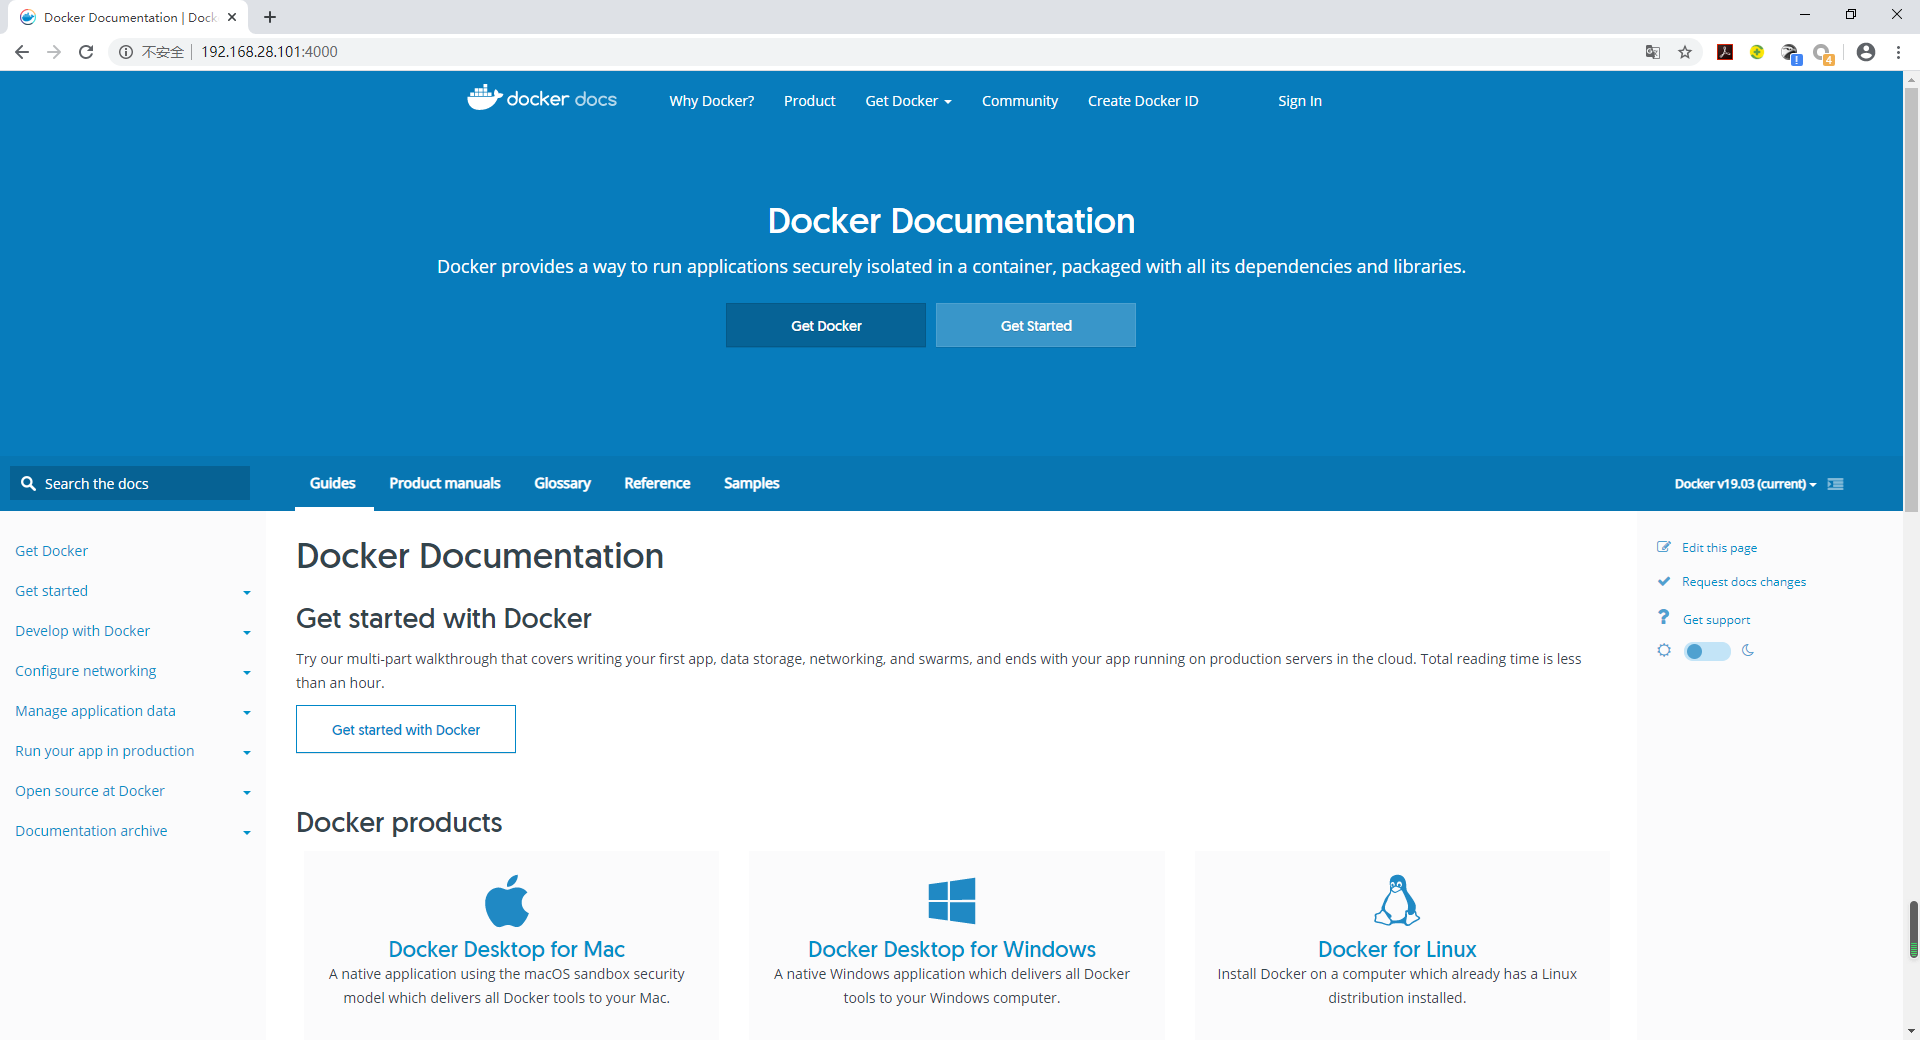 Docker Documentation | Dock
不安全 192.168.28.101:4000
4
docker docs
Why Docker? Product Get Docker Community Create Docker ID Sign In
Docker Documentation
Docker provides a way to run applications securely isolated in a container, packaged with all its dependencies and libraries.
Get Docker Get Started
Search the docs Guides Product manuals Glossary Reference Samples Docker v19.03 (current)
Get Docker
Get started
Develop with Docker
Configure networking
Manage application data
Run your app in production
Open source at Docker
Documentation archive
Docker Documentation
Get started with Docker
Try our multi-part walkthrough that covers writing your first app, data storage, networking, and swarms, and ends with your app running on production servers in the cloud. Total reading time is less
than an hour.
Get started with Docker
Docker products
Docker Desktop for Mac
A native application using the macOS sandbox security
model which delivers all Docker tools to your Mac.
Docker Desktop for Windows
A native Windows application which delivers all Docker
tools to your Windows computer.
Docker for Linux
Install Docker on a computer which already has a Linux
distribution installed.
Edit this page
Request docs changes
? Get support